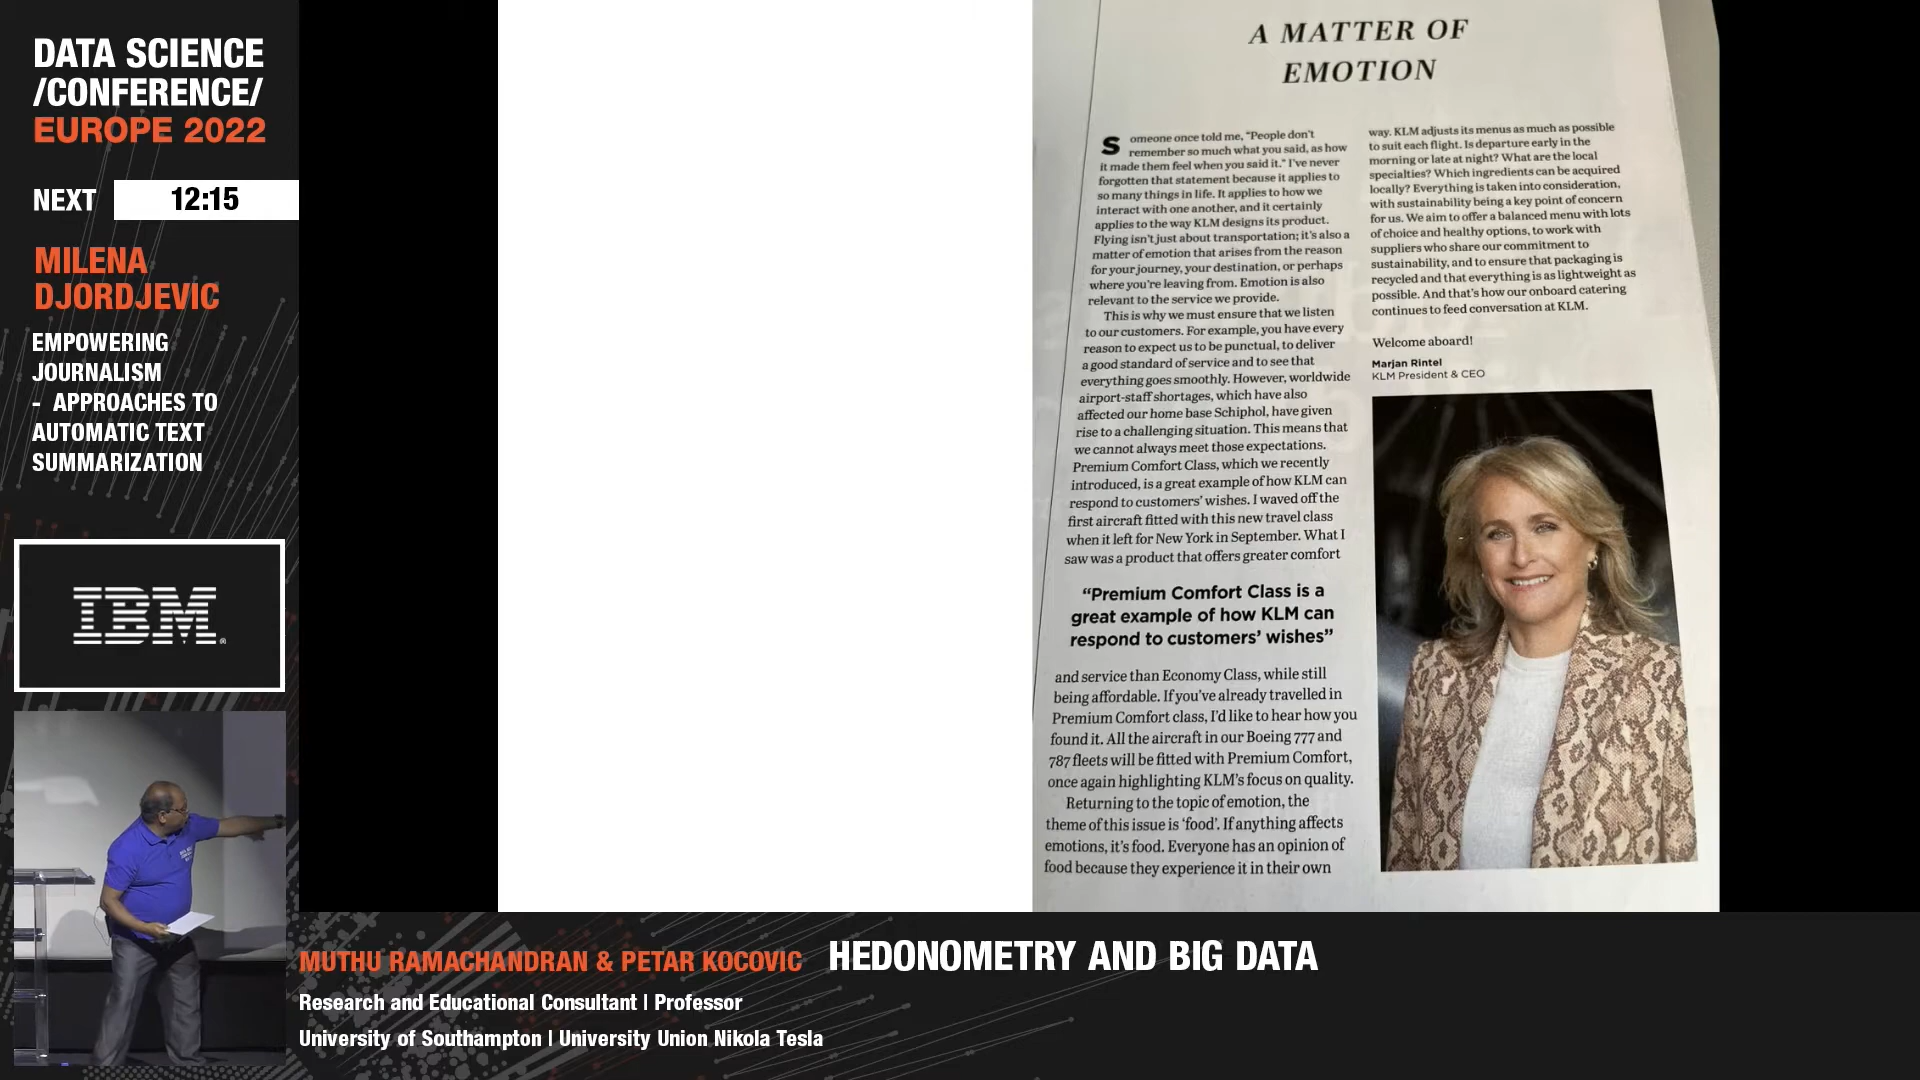 DATA SCIENCE
/CONFERENCE/
EUROPE 2022
NEXT 12:15
MILENA
DJORDJEVIC
EMPOWERING
JOURNALISM
- APPROACHES TO
AUTOMATIC TEXT
SUMMARIZATION
IBM
A MATTER OF
EMOTION
Someone once told me, “People don't
remember so much what you said, as how
it made them feel when you said it.” I've never
forgotten that statement because it applies to
so many things in life. It applies to how we
interact with one another, and it certainly
applies to the way KLM designs its product.
Flying isn't just about transportation; it's also a
matter of emotion that arises from the reason
for your journey, your destination, or perhaps
where you're leaving from. Emotion is also
relevant to the service we provide.
This is why we must ensure that we listen
to our customers. For example, you have every
reason to expect us to be punctual, to deliver
a good standard of service and to see that
everything goes smoothly. However, worldwide
airport-staff shortages, which have also
affected our home base Schiphol, have given
rise to a challenging situation. This means that
we cannot always meet those expectations.
Premium Comfort Class, which we recently
introduced, is a great example of how KLM can
respond to customers' wishes. I waved off the
first aircraft fitted with this new travel class
when it left for New York in September. What I
saw was a product that offers greater comfort
“Premium Comfort Class is a
great example of how KLM can
respond to customers' wishes”
and service than Economy Class, while still
being affordable. If you've already travelled in
Premium Comfort class, I'd like to hear how you
found it. All the aircraft in our Boeing 777 and
787 fleets will be fitted with Premium Comfort,
once again highlighting KLM's focus on quality.
Returning to the topic of emotion, the
theme of this issue is 'food'. If anything affects
emotions, it's food. Everyone has an opinion of
food because they experience it in their own
way. KLM adjusts its menus as much as possible
to suit each flight. Is departure early in the
morning or late at night? What are the local
specialties? Which ingredients can be acquired
locally? Everything is taken into consideration,
with sustainability being a key point of concern
for us. We aim to offer a balanced menu with lots
of choice and healthy options, to work with
suppliers who share our commitment to
sustainability, and to ensure that packaging is
recycled and that everything is as lightweight as
possible. And that's how our onboard catering
continues to feed conversation at KLM.
Welcome aboard!
Marjan Rintel
KLM President & CEO
MUTHU RAMACHANDRAN & PETAR KOCOVIC HEDONOMETRY AND BIG DATA
Research and Educational Consultant | Professor
University of Southampton | University Union Nikola Tesla